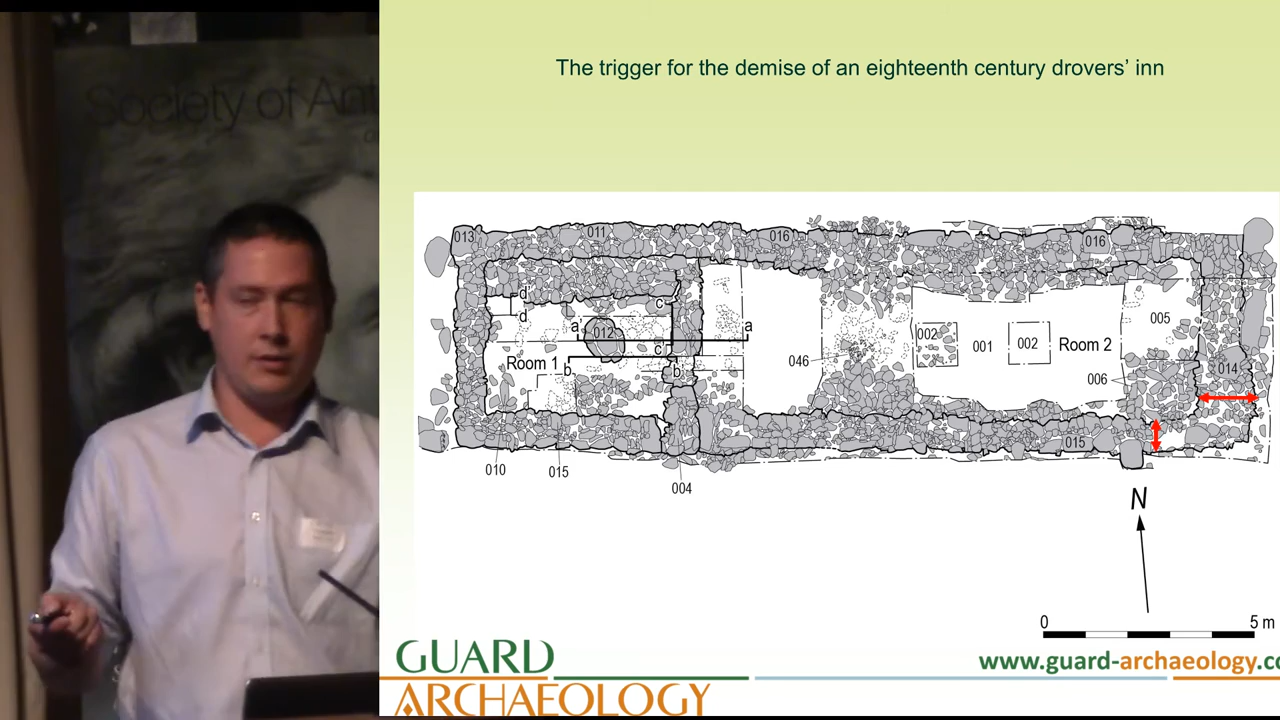 Society of Ant
The trigger for the demise of an eighteenth century drovers' inn
013
011
016
016
d
d
c
a
012
a
c
b
b
Room 1
002
001
002
Room 2
005
046
006
014
015
010
015
004
N
0
5 m
GUARD
ARCHAEOLOGY
www.guard-archaeology.co